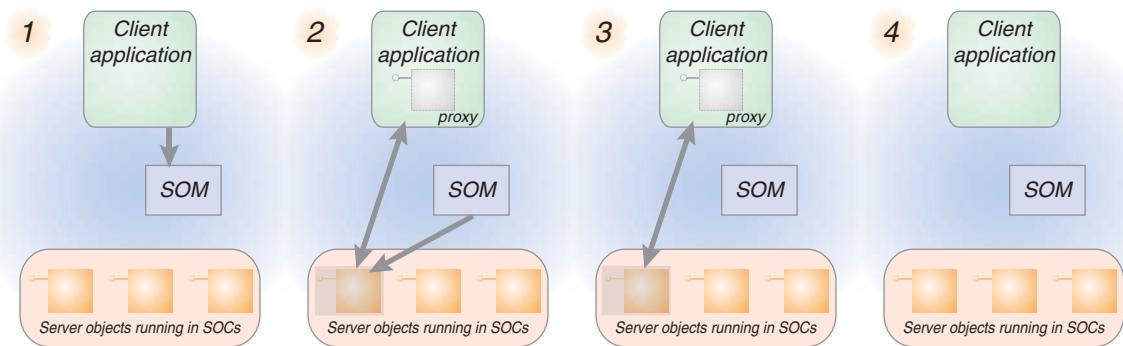 1
Client
application
SOM
Server objects running in SOCs
2
Client
application
proxy
SOM
Server objects running in SOCs
3
Client
application
proxy
SOM
Server objects running in SOCs
4
Client
application
SOM
Server objects running in SOCs